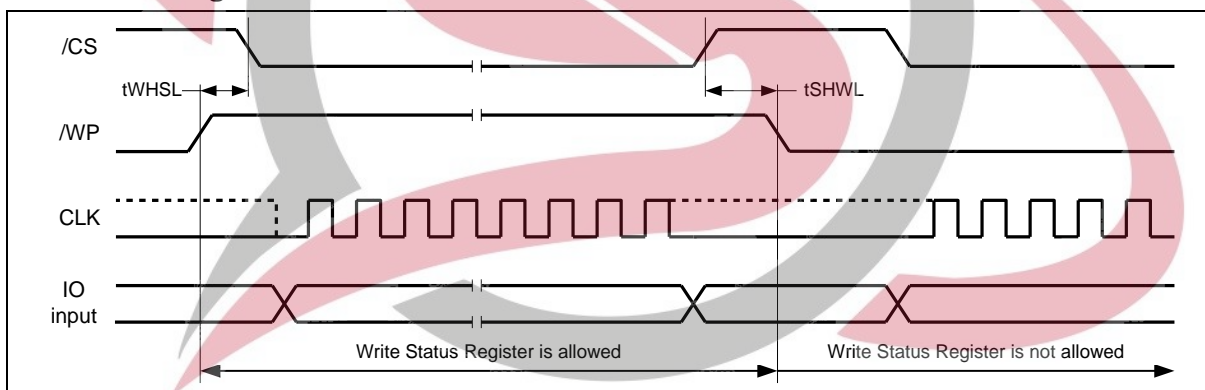 /CS
tWHSL
tSHWL
/WP
CLK
IO
input
Write Status Register is allowed
Write Status Register is not allowed